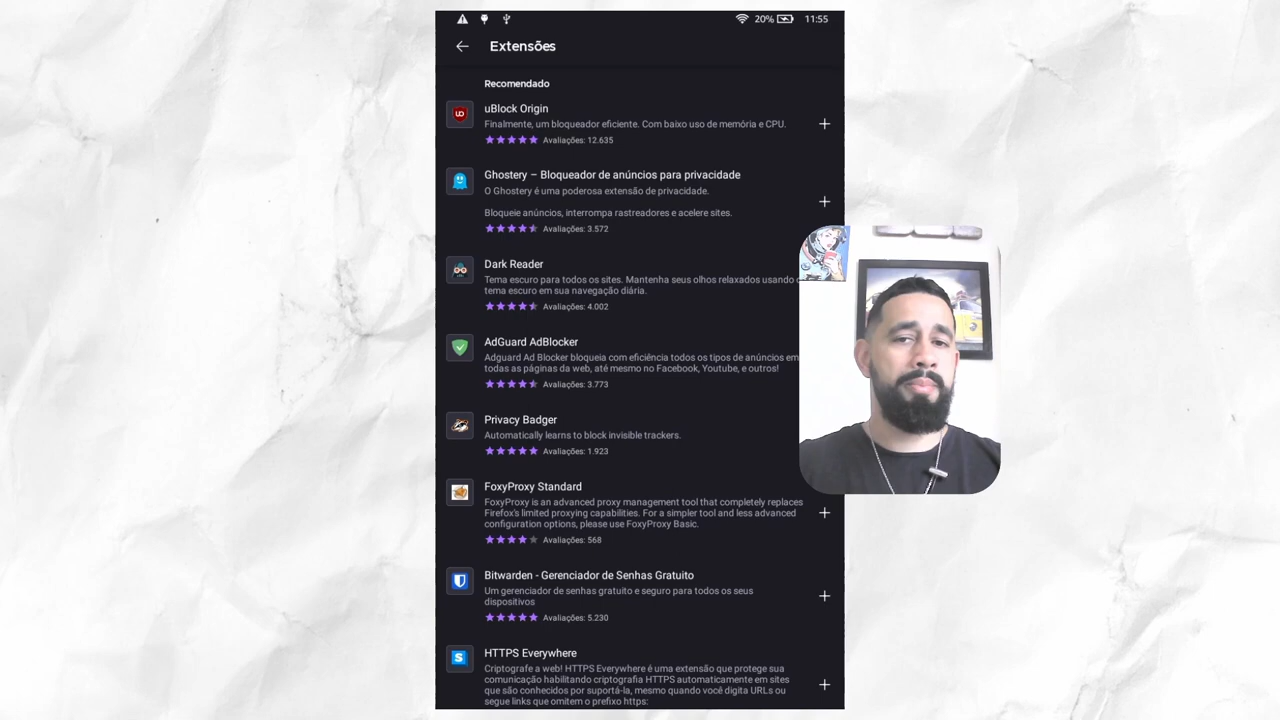 20% 11:55
Extensões
Recomendado
uBlock Origin
Finalmente, um bloqueador eficiente. Com baixo uso de memória e CPU.
Avaliações: 12.635
Ghostery – Bloqueador de anúncios para privacidade
O Ghostery é uma poderosa extensão de privacidade.
Bloqueie anúncios, interrompa rastreadores e acelere sites.
Avaliações: 3.572
Dark Reader
Tema escuro para todos os sites. Mantenha seus olhos relaxados usando
tema escuro em sua navegação diária.
Avaliações: 4.002
AdGuard AdBlocker
Adguard Ad Blocker bloqueia com eficiência todos os tipos de anúncios em
todas as páginas da web, até mesmo no Facebook, Youtube, e outros!
Avaliações: 3.773
Privacy Badger
Automatically learns to block invisible trackers.
Avaliações: 1.923
FoxyProxy Standard
FoxyProxy is an advanced proxy management tool that completely replaces
Firefox's limited proxying capabilities. For a simpler tool and less advanced
configuration options, please use FoxyProxy Basic.
Avaliações: 568
Bitwarden - Gerenciador de Senhas Gratuito
Um gerenciador de senhas gratuito e seguro para todos os seus
dispositivos
Avaliações: 5.230
HTTPS Everywhere
Criptografe a web! HTTPS Everywhere é uma extensão que protege sua
comunicação habilitando criptografia HTTPS automaticamente em sites
que são conhecidos por suportá-la, mesmo quando você digita URLs ou
segue links que omitem o prefixo https: